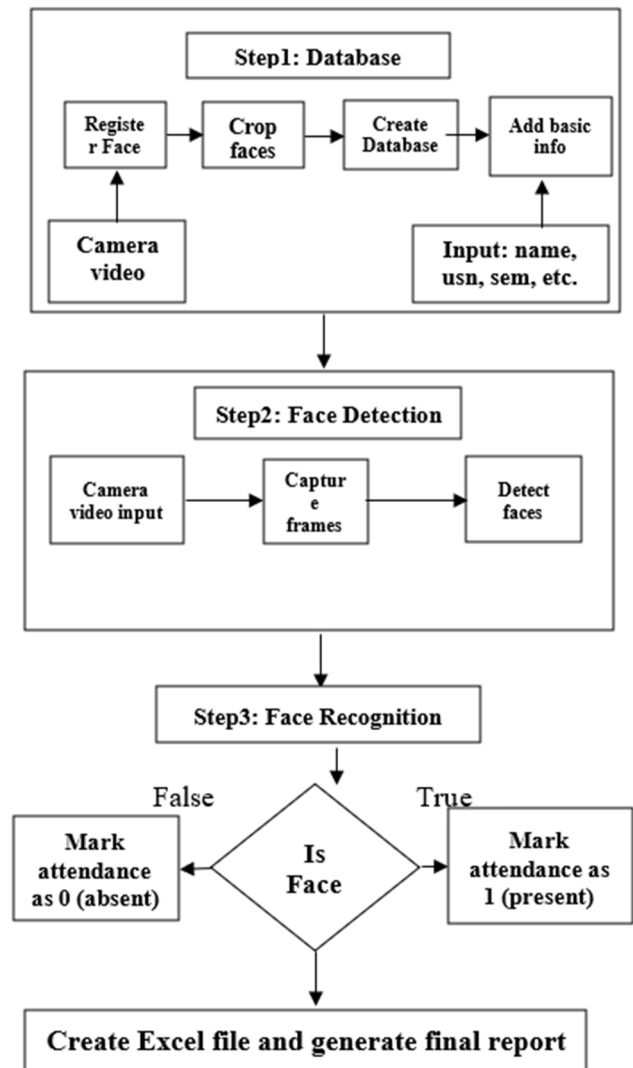 Step1: Database
Registe
r Face
Crop
faces
Create
Database
Add basic
info
Camera
video
Input: name,
usn, sem, etc.
Step2: Face Detection
Camera
video input
Captur
e
frames
Detect
faces
Step3: Face Recognition
False
True
Mark
attendance
as 0 (absent)
Is
Face
Mark
attendance as
1 (present)
Create Excel file and generate final report